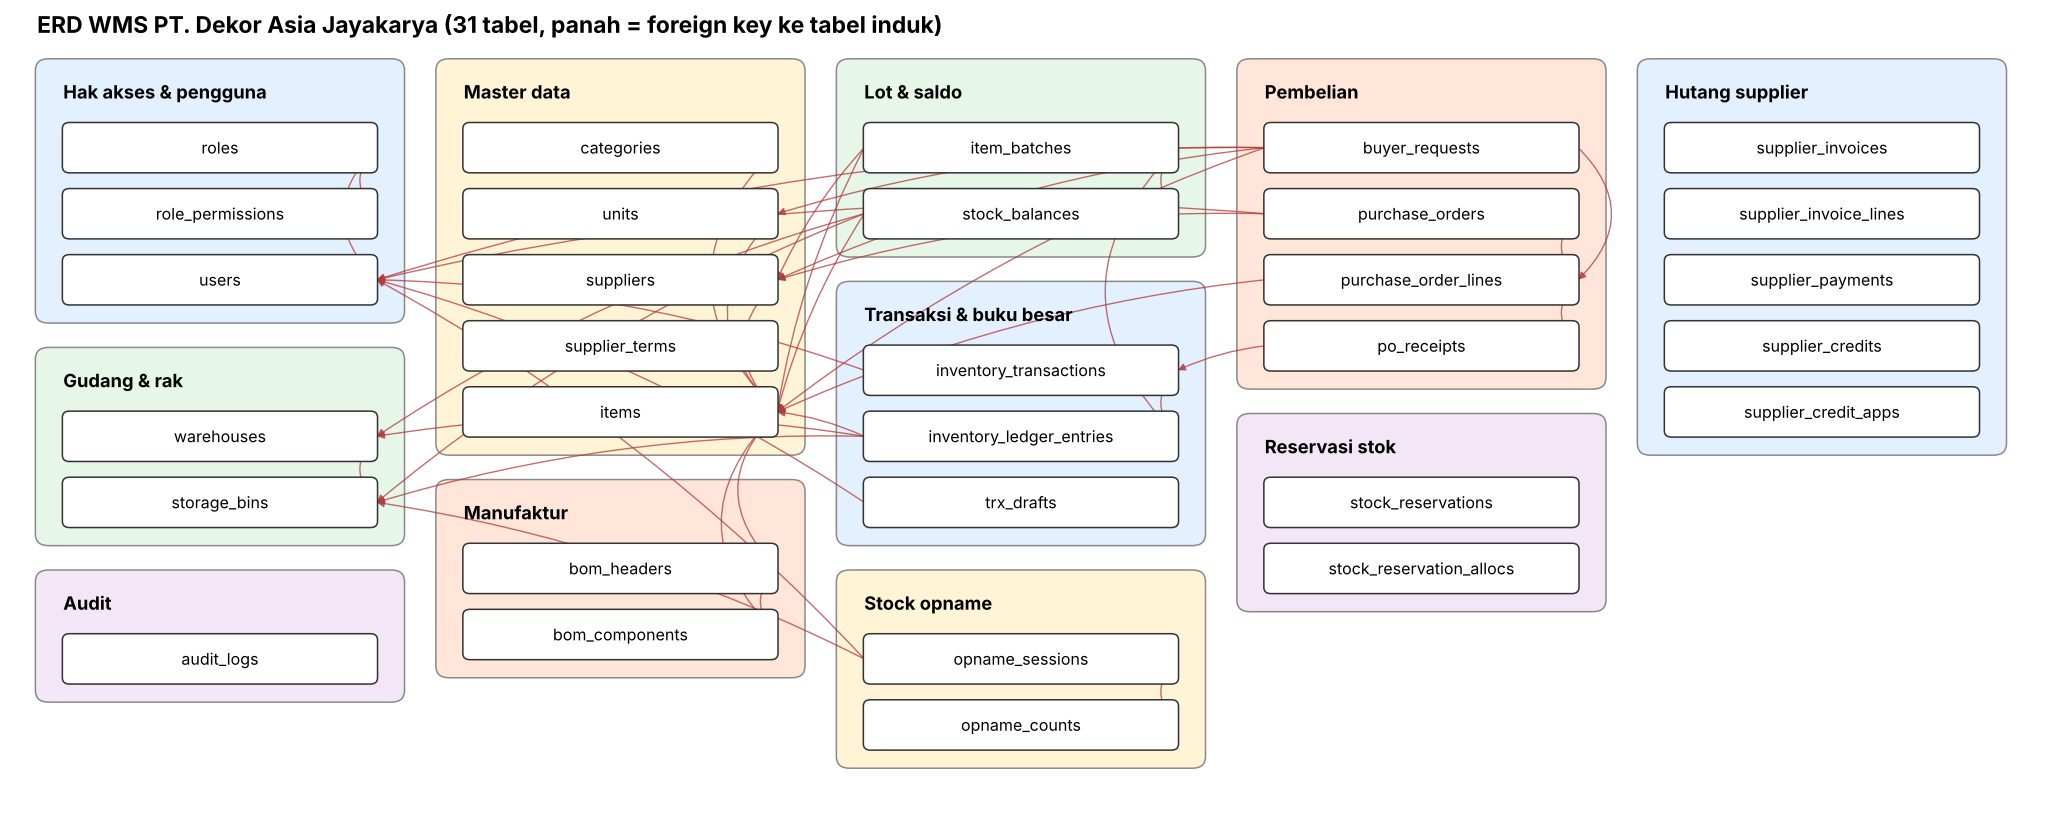 ERD WMS PT. Dekor Asia Jayakarya (31 tabel, panah = foreign key ke tabel induk)
Hak akses & pengguna
roles
role_permissions
users
Gudang & rak
warehouses
storage_bins
Audit
audit_logs
Master data
categories
units
suppliers
supplier_terms
items
Manufaktur
bom_headers
bom_components
Lot & saldo
item_batches
stock_balances
Transaksi & buku besar
inventory_transactions
inventory_ledger_entries
trx_drafts
Stock opname
opname_sessions
opname_counts
Pembelian
buyer_requests
purchase_orders
purchase_order_lines
po_receipts
Reservasi stok
stock_reservations
stock_reservation_allocs
Hutang supplier
supplier_invoices
supplier_invoice_lines
supplier_payments
supplier_credits
supplier_credit_apps